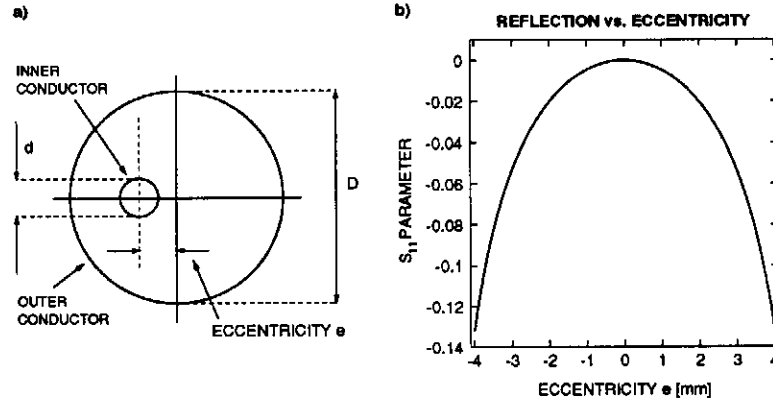 a)
INNER
CONDUCTOR
d
D
OUTER
CONDUCTOR
ECCENTRICITY e
b)
REFLECTION vs. ECCENTRICITY
S11 PARAMETER
0
-0.02
-0.04
-0.06
-0.08
-0.1
-0.12
-0.14
-4 -3 -2 -1 0 1 2 3 4
ECCENTRICITY e [mm]